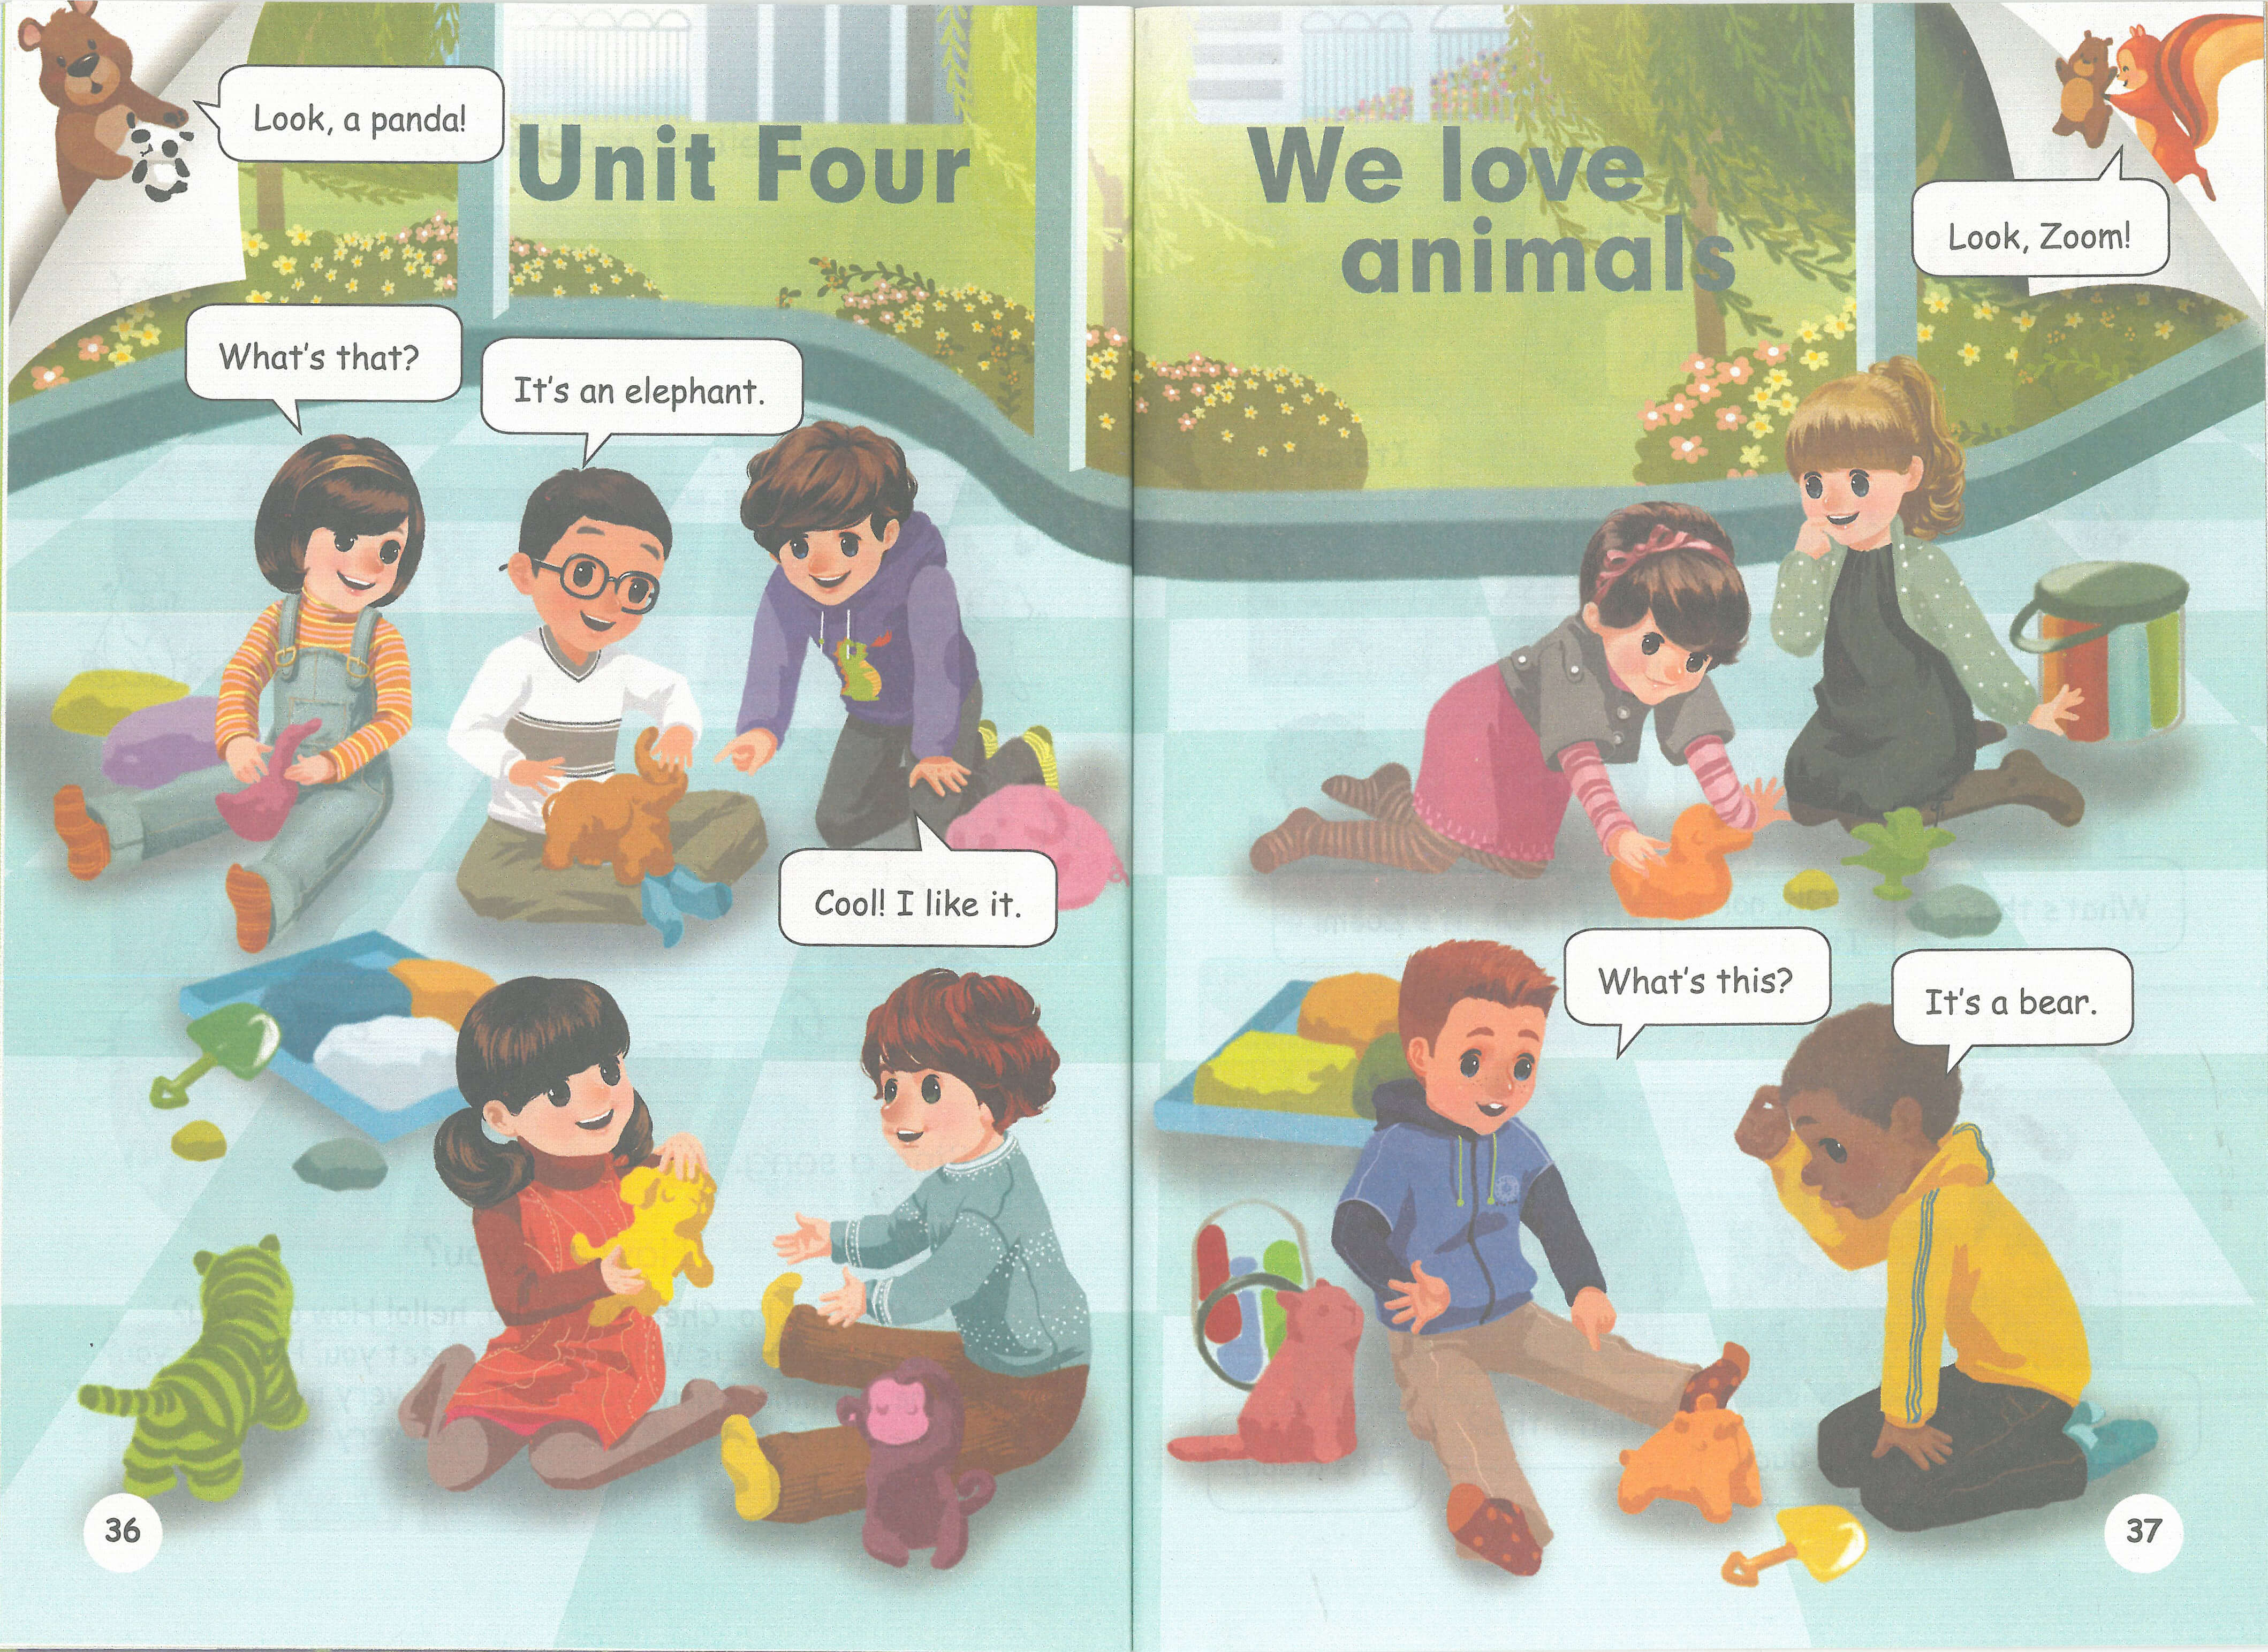 Look, a panda!
Unit Four
What's that?
It's an elephant.
Cool! I like it.
36
We love
animals
Look, Zoom!
What's this?
It's a bear.
37